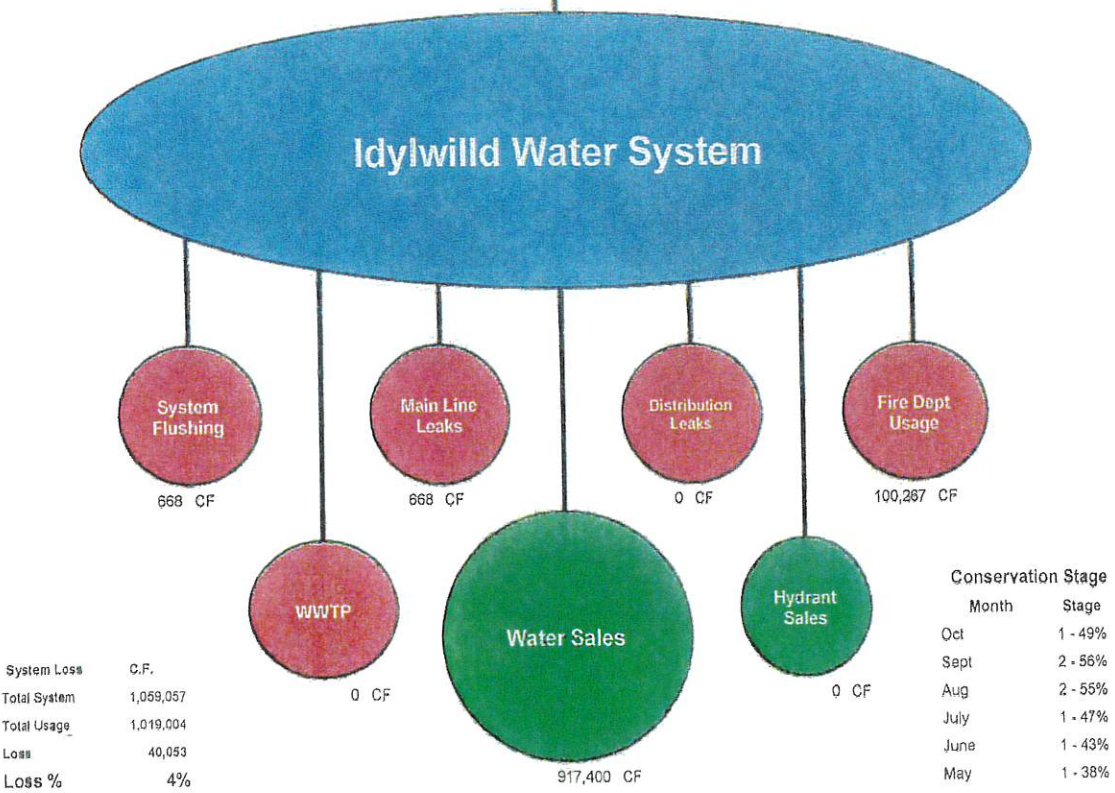 Idylwilld Water System
System
Flushing
668 CF
Main Line
Leaks
668 CF
Distribution
Leaks
0 CF
Fire Dept
Usage
100,267 CF
WWTP
0 CF
Water Sales
917,400 CF
Hydrant
Sales
0 CF
System Loss C.F.
Total System 1,059,057
Total Usage 1,019,004
Loss 40,053
Loss % 4%
Conservation Stage
Month Stage
Oct 1 - 49%
Sept 2 - 56%
Aug 2 - 55%
July 1 - 47%
June 1 - 43%
May 1 - 38%